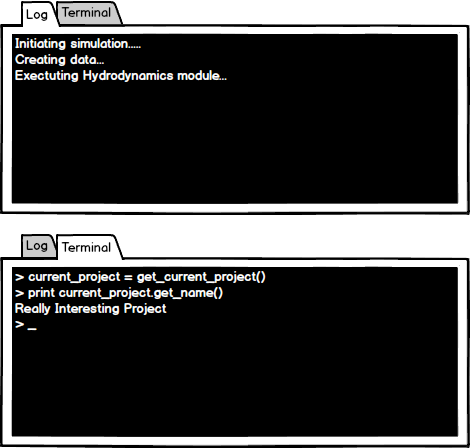 Log Terminal
Initiating simulation.....
Creating data...
Exectuting Hydrodynamics module...
Log Terminal
> current_project = get_current_project()
> print current_project.get_name()
Really Interesting Project
> _